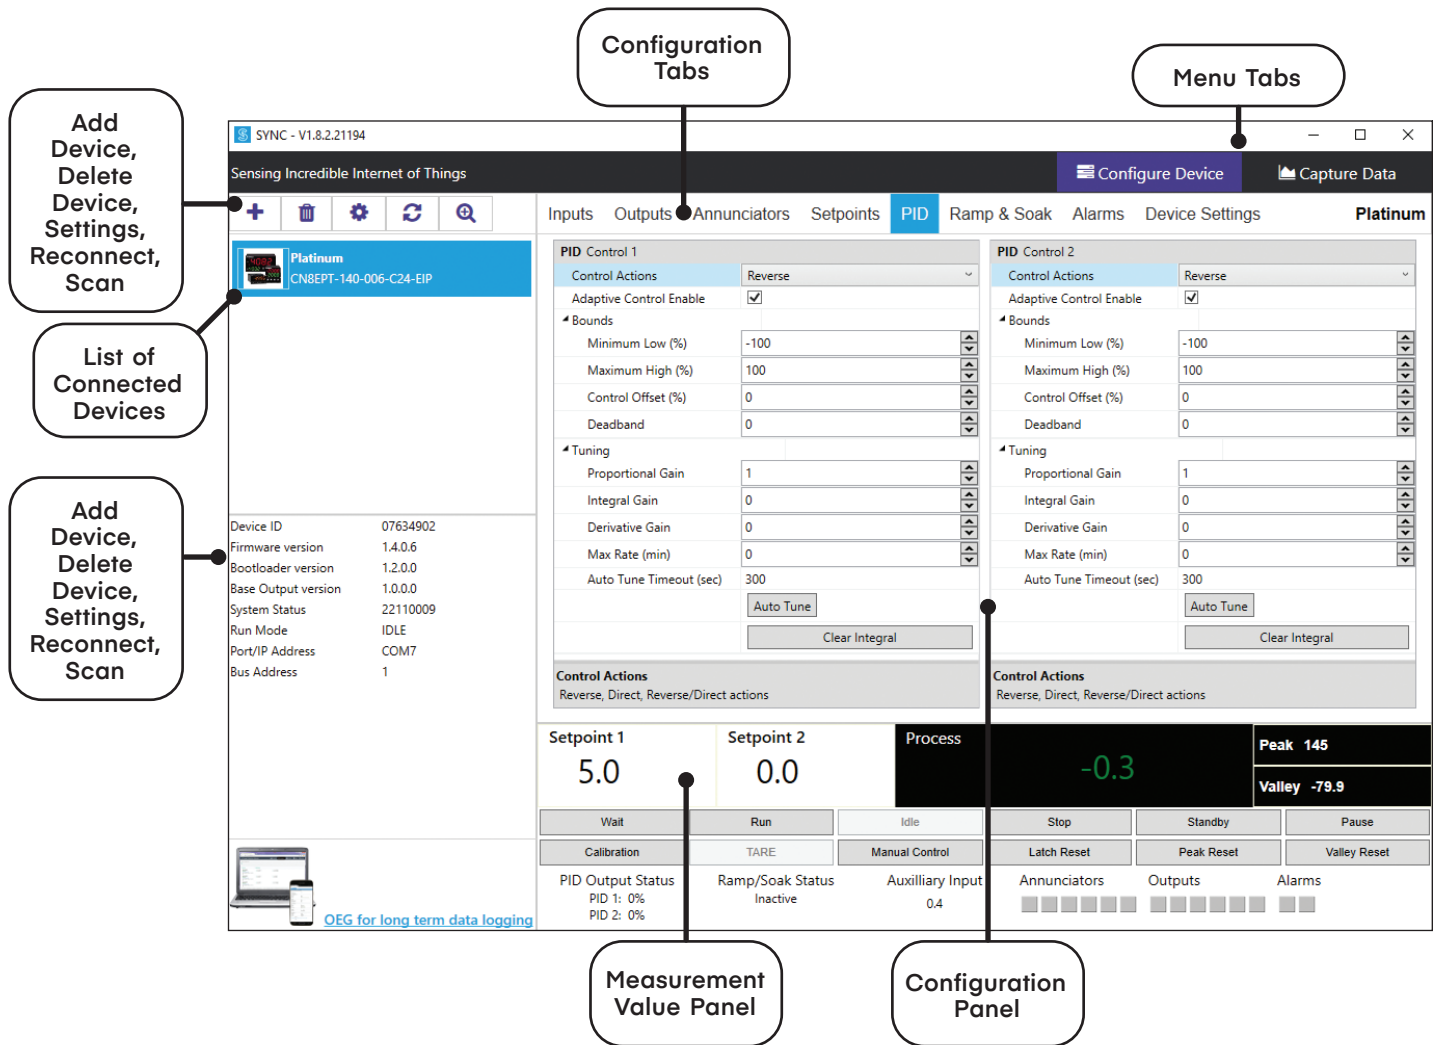 Configuration
Tabs
Menu Tabs
Add
Device,
Delete
Device,
Settings,
Reconnect,
Scan
SYNC - V1.8.2.21194
Sensing Incredible Internet of Things
Configure Device
Capture Data
Inputs Outputs Annunciators Setpoints PID Ramp & Soak Alarms Device Settings Platinum
Platinum
CN8EPT-140-006-C24-EIP
List of
Connected
Devices
PID Control 1
Control Actions Reverse
Adaptive Control Enable
Bounds
Minimum Low (%) -100
Maximum High (%) 100
Control Offset (%) 0
Deadband 0
Tuning
Proportional Gain 1
Integral Gain 0
Derivative Gain 0
Max Rate (min) 0
Auto Tune Timeout (sec) 300
Auto Tune
Clear Integral
Control Actions
Reverse, Direct, Reverse/Direct actions
PID Control 2
Control Actions Reverse
Adaptive Control Enable
Bounds
Minimum Low (%) -100
Maximum High (%) 100
Control Offset (%) 0
Deadband 0
Tuning
Proportional Gain 1
Integral Gain 0
Derivative Gain 0
Max Rate (min) 0
Auto Tune Timeout (sec) 300
Auto Tune
Clear Integral
Control Actions
Reverse, Direct, Reverse/Direct actions
Add
Device,
Delete
Device,
Settings,
Reconnect,
Scan
Device ID 07634902
Firmware version 1.4.0.6
Bootloader version 1.2.0.0
Base Output version 1.0.0.0
System Status 22110009
Run Mode IDLE
Port/IP Address COM7
Bus Address 1
Setpoint 1
5.0
Setpoint 2
0.0
Process
-0.3
Peak 145
Valley -79.9
Wait Run Idle Stop Standby Pause
Calibration TARE Manual Control Latch Reset Peak Reset Valley Reset
PID Output Status
PID 1: 0%
PID 2: 0%
Ramp/Soak Status
Inactive
Auxilliary Input
0.4
Annunciators
Outputs
Alarms
OEG for long term data logging
Measurement
Value Panel
Configuration
Panel